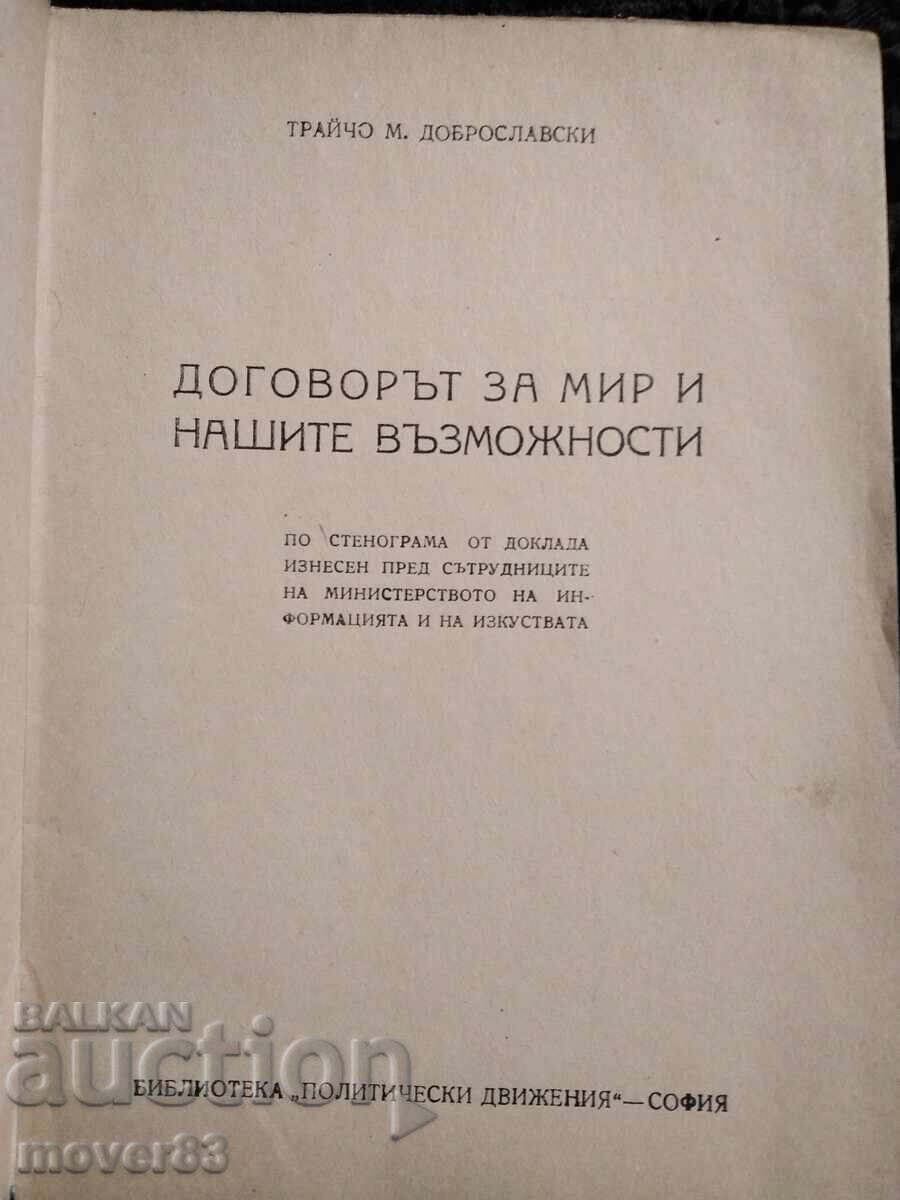 ТРАЙЧО М. ДОБРОСЛАВСКИ
ДОГОВОРЪТ ЗА МИР И
НАШИТЕ ВЪЗМОЖНОСТИ
ПО СТЕНОГРАМА ОТ ДОКЛАДА
ИЗНЕСЕН ПРЕД СЪТРУДНИЦИТЕ
НА МИНИСТЕРСТВОТО НА ИН-
ФОРМАЦИЯТА И НА ИЗКУСТВАТА
BALKAN
auction
БИБЛИОТЕКА „ПОЛИТИЧЕСКИ ДВИЖЕНИЯ“—СОФИЯ
mover83